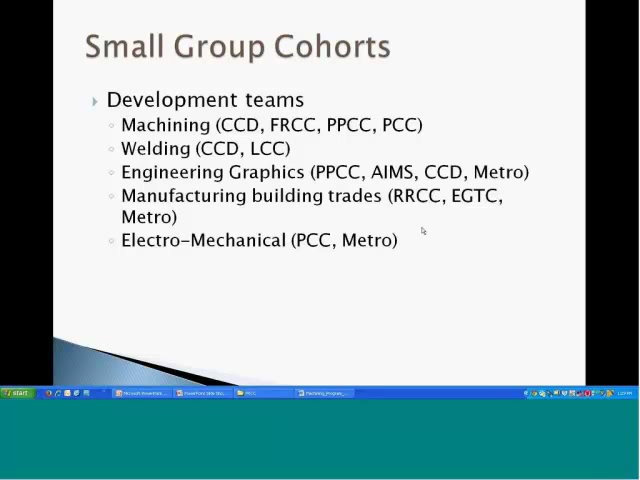 Small Group Cohorts
Development teams
Machining (CCD, FRCC, PPCC, PCC)
Welding (CCD, LCC)
Engineering Graphics (PPCC, AIMS, CCD, Metro)
Manufacturing building trades (RRCC, EGTC,
Metro)
Electro-Mechanical (PCC, Metro)
start